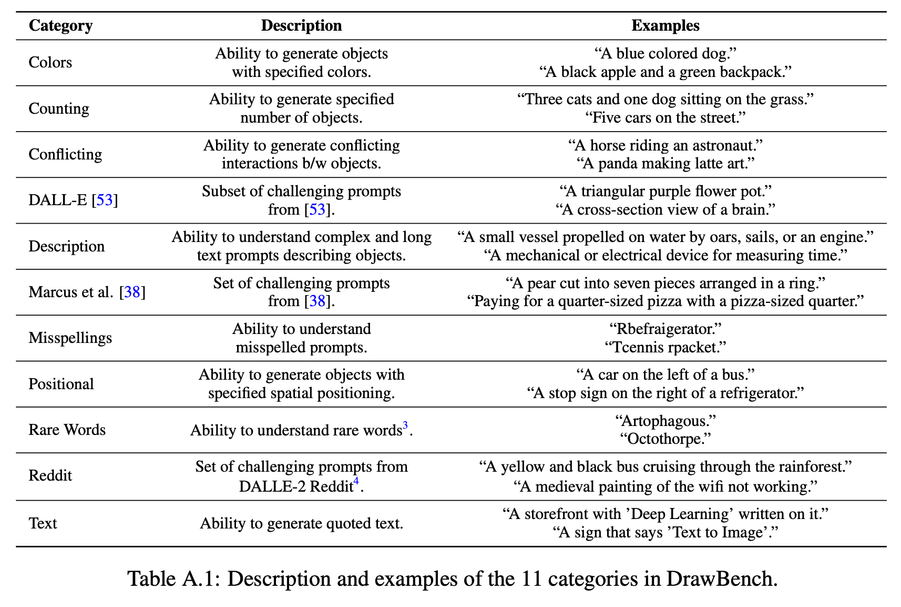 Category Description Examples
Colors
Ability to generate objects
with specified colors.
“A blue colored dog.”
“A black apple and a green backpack.”
Counting
Ability to generate specified
number of objects.
“Three cats and one dog sitting on the grass.”
“Five cars on the street.”
Conflicting
Ability to generate conflicting
interactions b/w objects.
“A horse riding an astronaut.”
“A panda making latte art.”
DALL-E [53]
Subset of challenging prompts
from [53].
“A triangular purple flower pot.”
“A cross-section view of a brain.”
Description
Ability to understand complex and long
text prompts describing objects.
“A small vessel propelled on water by oars, sails, or an engine.”
“A mechanical or electrical device for measuring time.”
Marcus et al. [38]
Set of challenging prompts
from [38].
“A pear cut into seven pieces arranged in a ring.”
“Paying for a quarter-sized pizza with a pizza-sized quarter.”
Misspellings
Ability to understand
misspelled prompts.
“Rbefraigerator.”
“Tcennis rpacket.”
Positional
Ability to generate objects with
specified spatial positioning.
“A car on the left of a bus.”
“A stop sign on the right of a refrigerator.”
Rare Words
Ability to understand rare words3.
“Artophagous.”
“Octothorpe.”
Reddit
Set of challenging prompts from
DALLE-2 Reddit4.
“A yellow and black bus cruising through the rainforest.”
“A medieval painting of the wifi not working.”
Text
Ability to generate quoted text.
“A storefront with ’Deep Learning’ written on it.”
“A sign that says ’Text to Image’.”
Table A.1: Description and examples of the 11 categories in DrawBench.